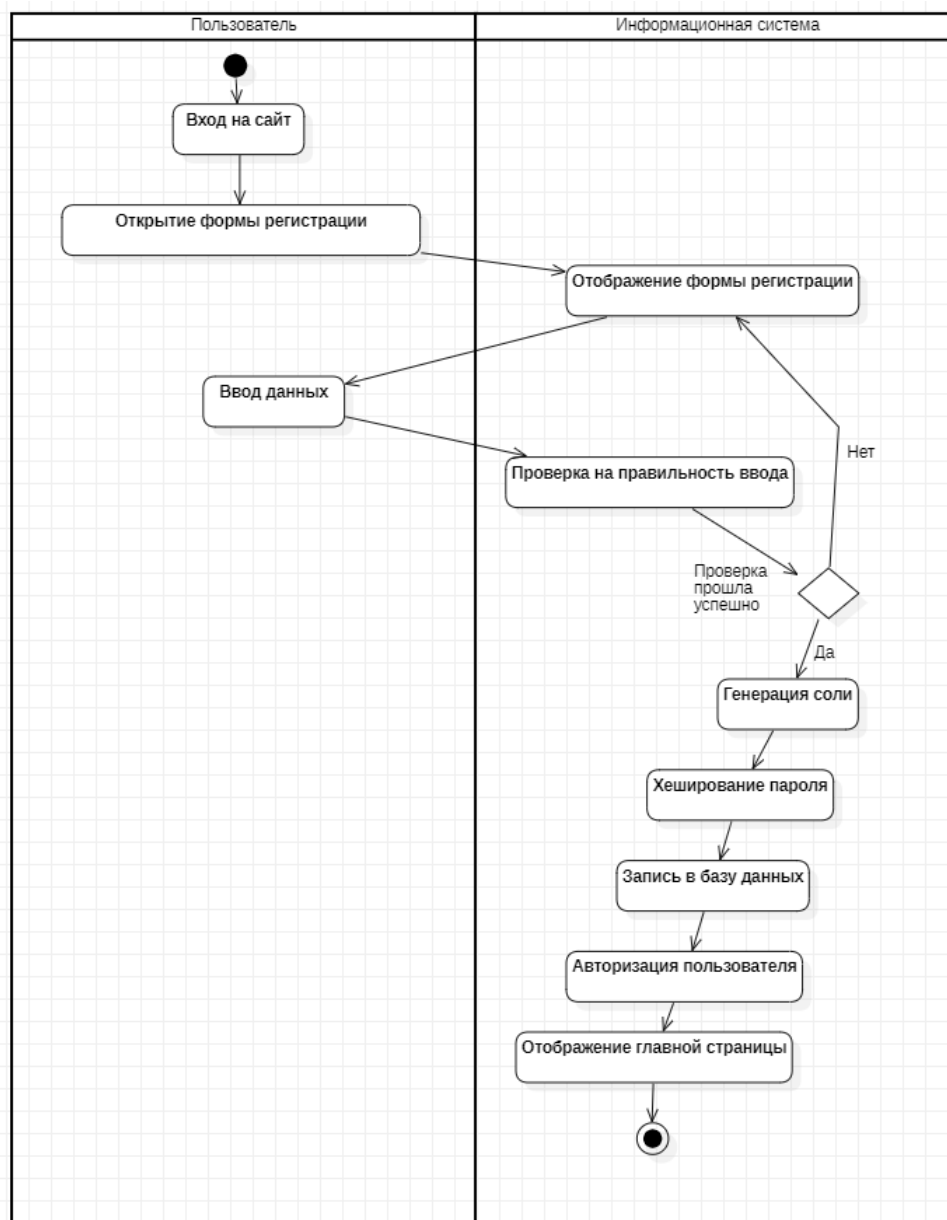 Пользователь
Информационная система
Вход на сайт
Открытие формы регистрации
Отображение формы регистрации
Ввод данных
Нет
Проверка на правильность ввода
Проверка
прошла
успешно
Да
Генерация соли
Хеширование пароля
Запись в базу данных
Авторизация пользователя
Отображение главной страницы